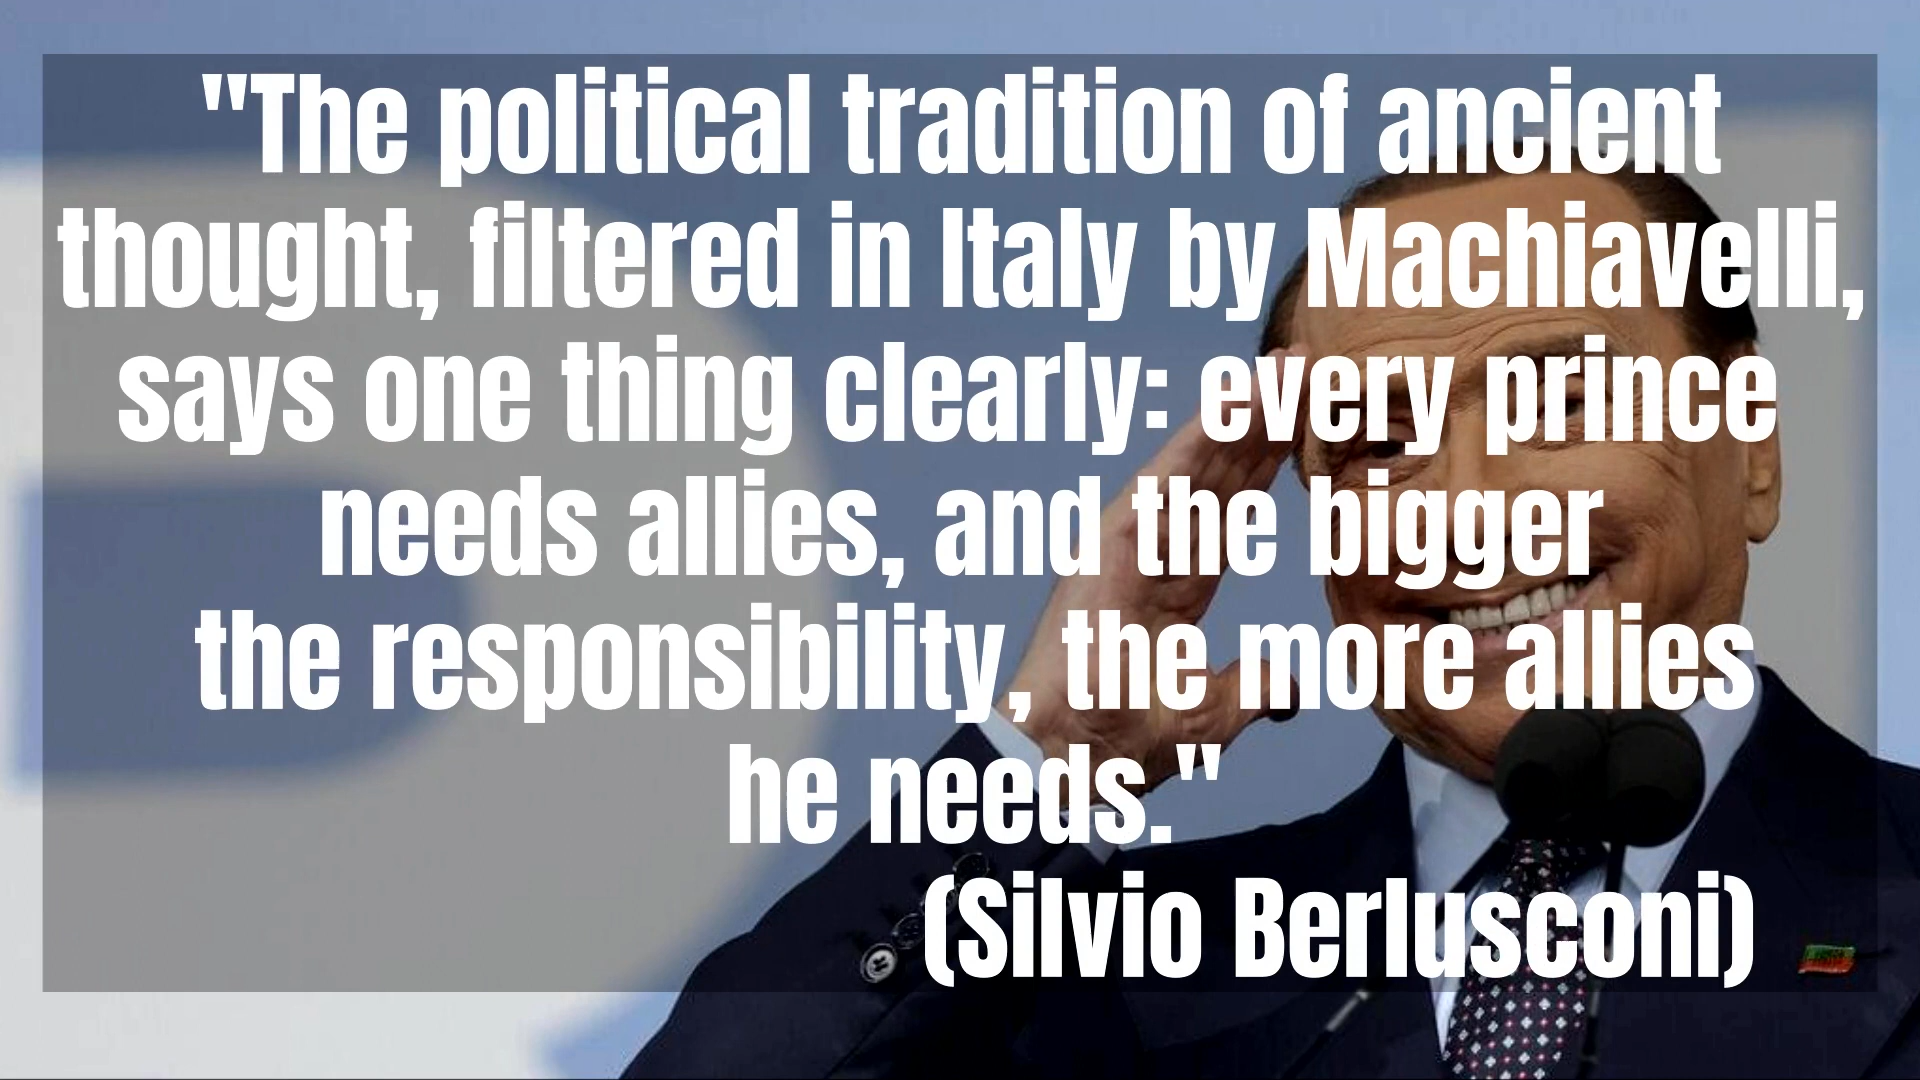 "The political tradition of ancient
thought, filtered in Italy by Machiavelli,
says one thing clearly: every prince
needs allies, and the bigger
the responsibility, the more allies
he needs."
(Silvio Berlusconi)